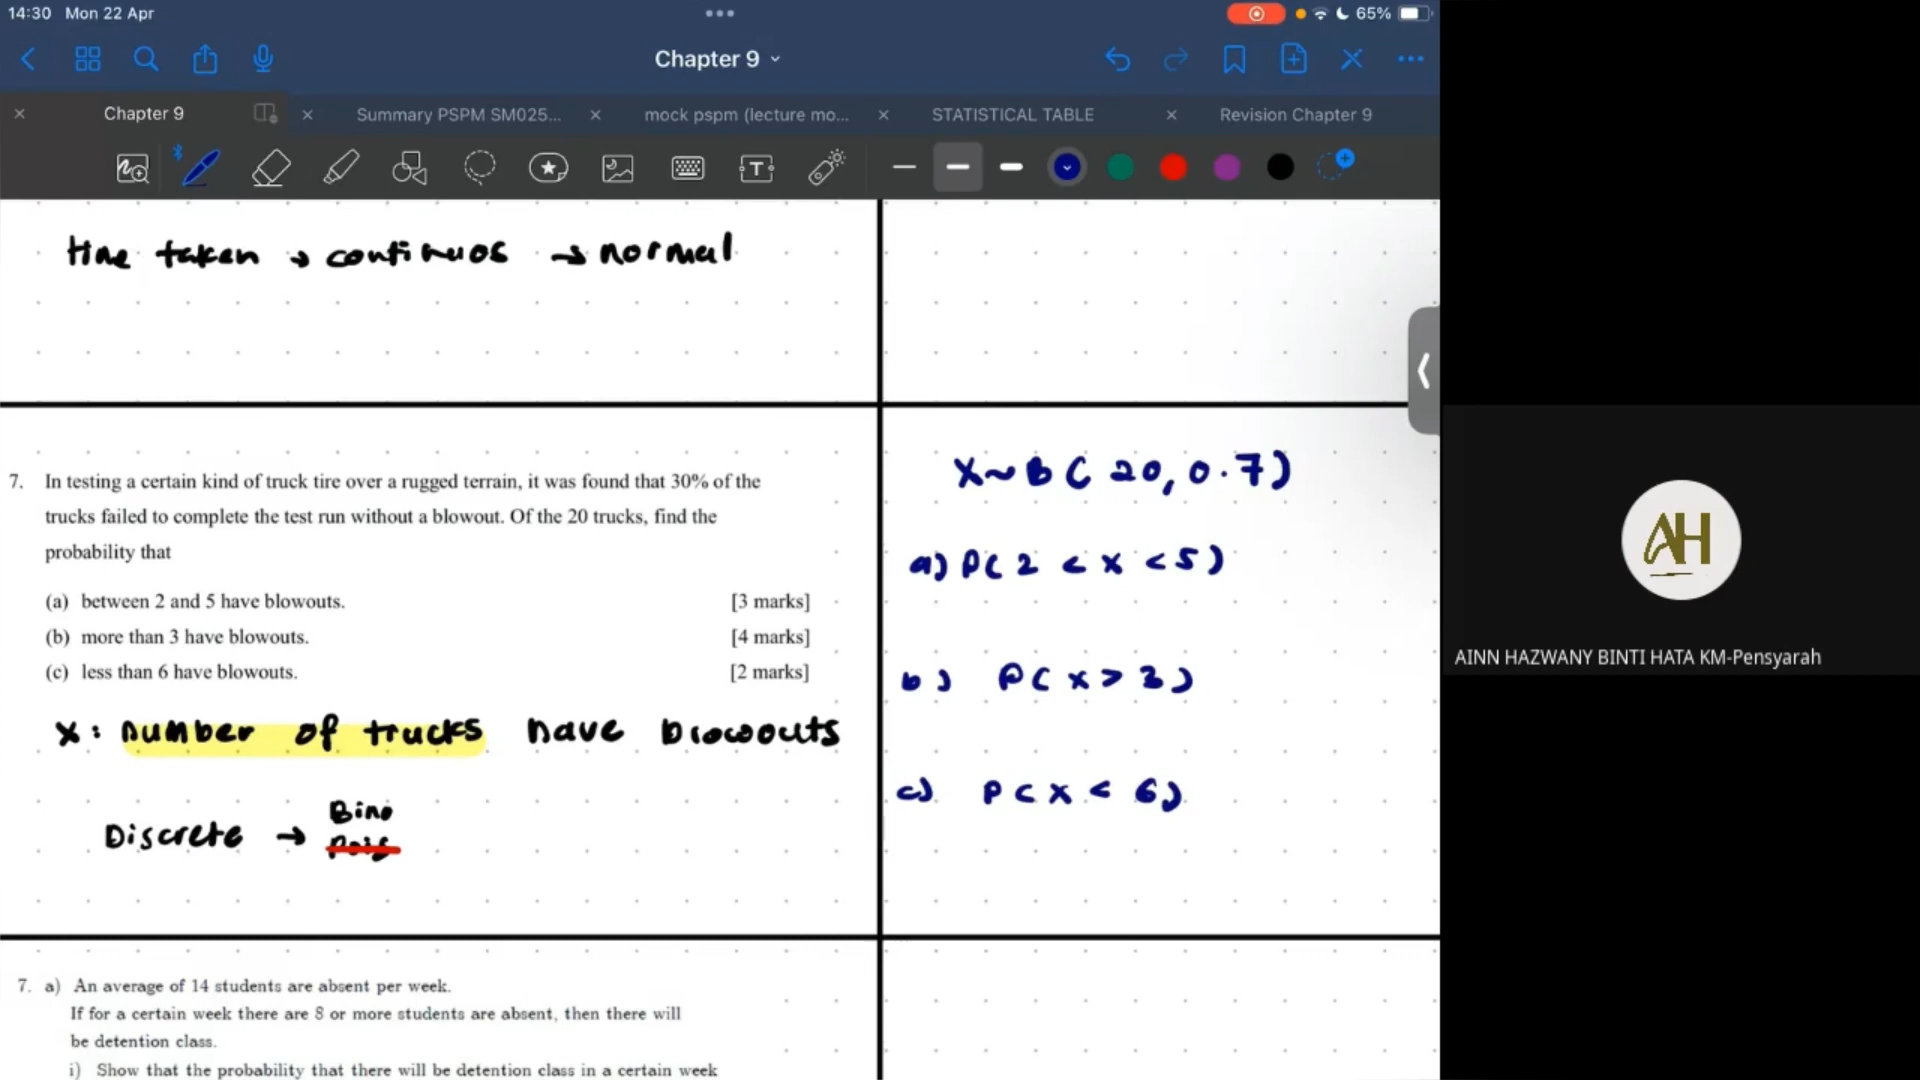 14:30 Mon 22 Apr
65%
Chapter 9
Chapter 9
Summary PSPM SM025...
mock pspm (lecture mo...
STATISTICAL TABLE
Revision Chapter 9
time taken → continuos → normal
7. In testing a certain kind of truck tire over a rugged terrain, it was found that 30% of the
trucks failed to complete the test run without a blowout. Of the 20 trucks, find the
probability that
(a) between 2 and 5 have blowouts. [3 marks]
(b) more than 3 have blowouts. [4 marks]
(c) less than 6 have blowouts. [2 marks]
X : number of trucks have blowouts
Discrete → Bino
Pois
X~B ( 20, 0.7)
a) P( 2 < x < 5)
b) P( x > 3)
c) P( x < 6)
7. a) An average of 14 students are absent per week.
If for a certain week there are 8 or more students are absent, then there will
be detention class.
i) Show that the probability that there will be detention class in a certain week
AH
AINN HAZWANY BINTI HATA KM-Pensyarah